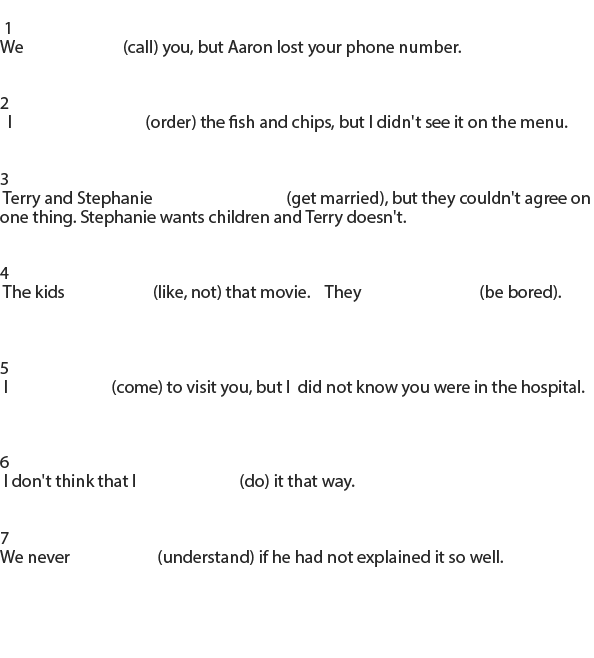 1
We (call) you, but Aaron lost your phone number.
2
I (order) the fish and chips, but I didn't see it on the menu.
3
Terry and Stephanie (get married), but they couldn't agree on
one thing. Stephanie wants children and Terry doesn't.
4
The kids (like, not) that movie. They (be bored).
5
I (come) to visit you, but I did not know you were in the hospital.
6
I don't think that I (do) it that way.
7
We never (understand) if he had not explained it so well.